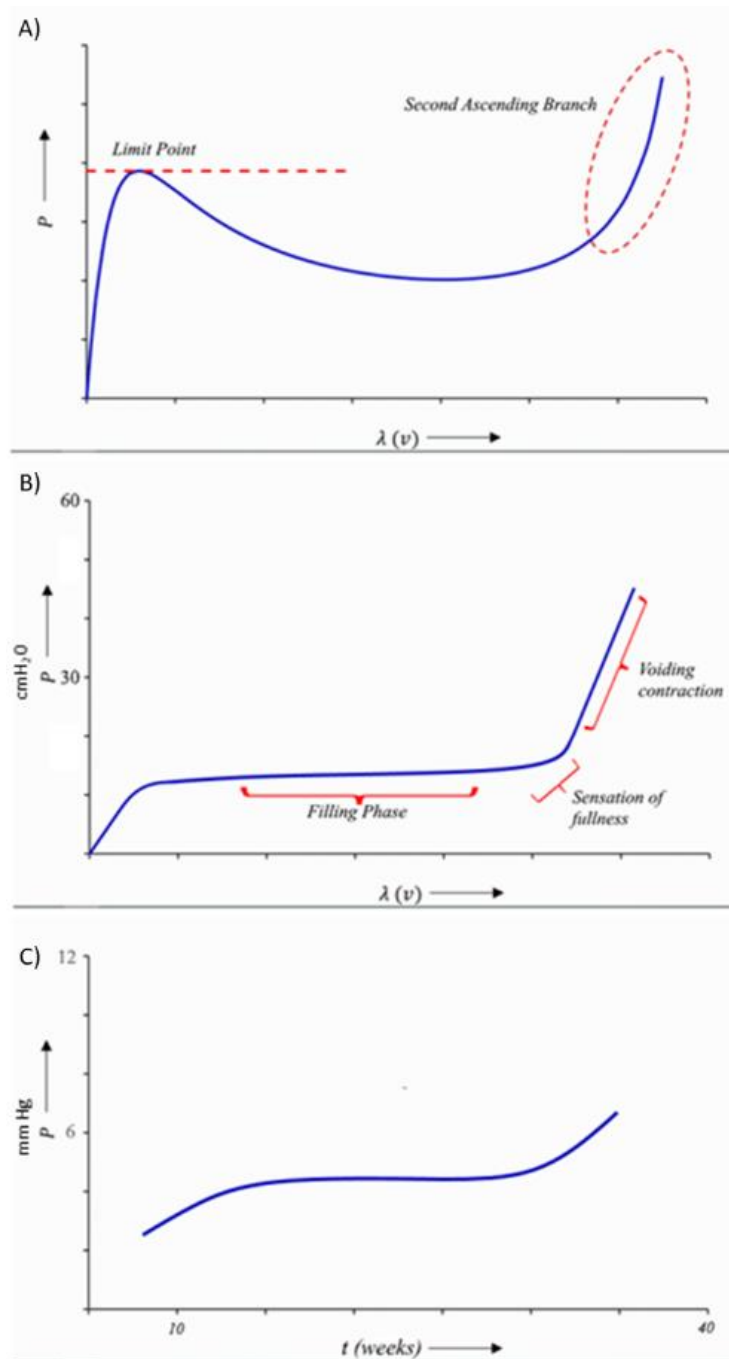 A)
Second Ascending Branch
Limit Point
P
λ (v)
B)
60
cmH₂0
P
30
Voiding
contraction
Filling Phase
Sensation of
fullness
λ (v)
C)
12
mm Hg
P
6
10
40
t (weeks)